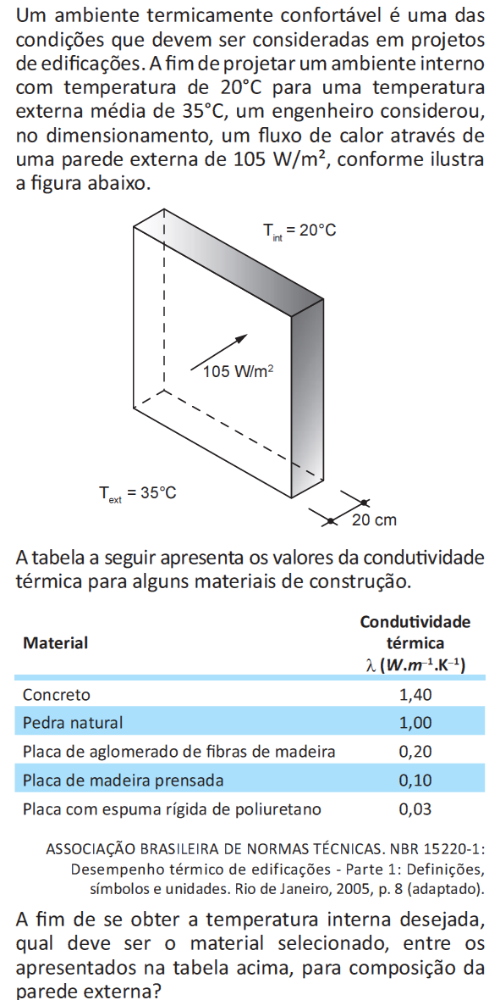 Um ambiente termicamente confortável é uma das
condições que devem ser consideradas em projetos
de edificações. A fim de projetar um ambiente interno
com temperatura de 20°C para uma temperatura
externa média de 35°C, um engenheiro considerou,
no dimensionamento, um fluxo de calor através de
uma parede externa de 105 W/m², conforme ilustra
a figura abaixo.
Tint = 20°C
105 W/m²
Text = 35°C
20 cm
A tabela a seguir apresenta os valores da condutividade
térmica para alguns materiais de construção.
Material
Condutividade
térmica
λ (W.m⁻¹.K⁻¹)
Concreto 1,40
Pedra natural 1,00
Placa de aglomerado de fibras de madeira 0,20
Placa de madeira prensada 0,10
Placa com espuma rígida de poliuretano 0,03
ASSOCIAÇÃO BRASILEIRA DE NORMAS TÉCNICAS. NBR 15220-1:
Desempenho térmico de edificações - Parte 1: Definições,
símbolos e unidades. Rio de Janeiro, 2005, p. 8 (adaptado).
A fim de se obter a temperatura interna desejada,
qual deve ser o material selecionado, entre os
apresentados na tabela acima, para composição da
parede externa?